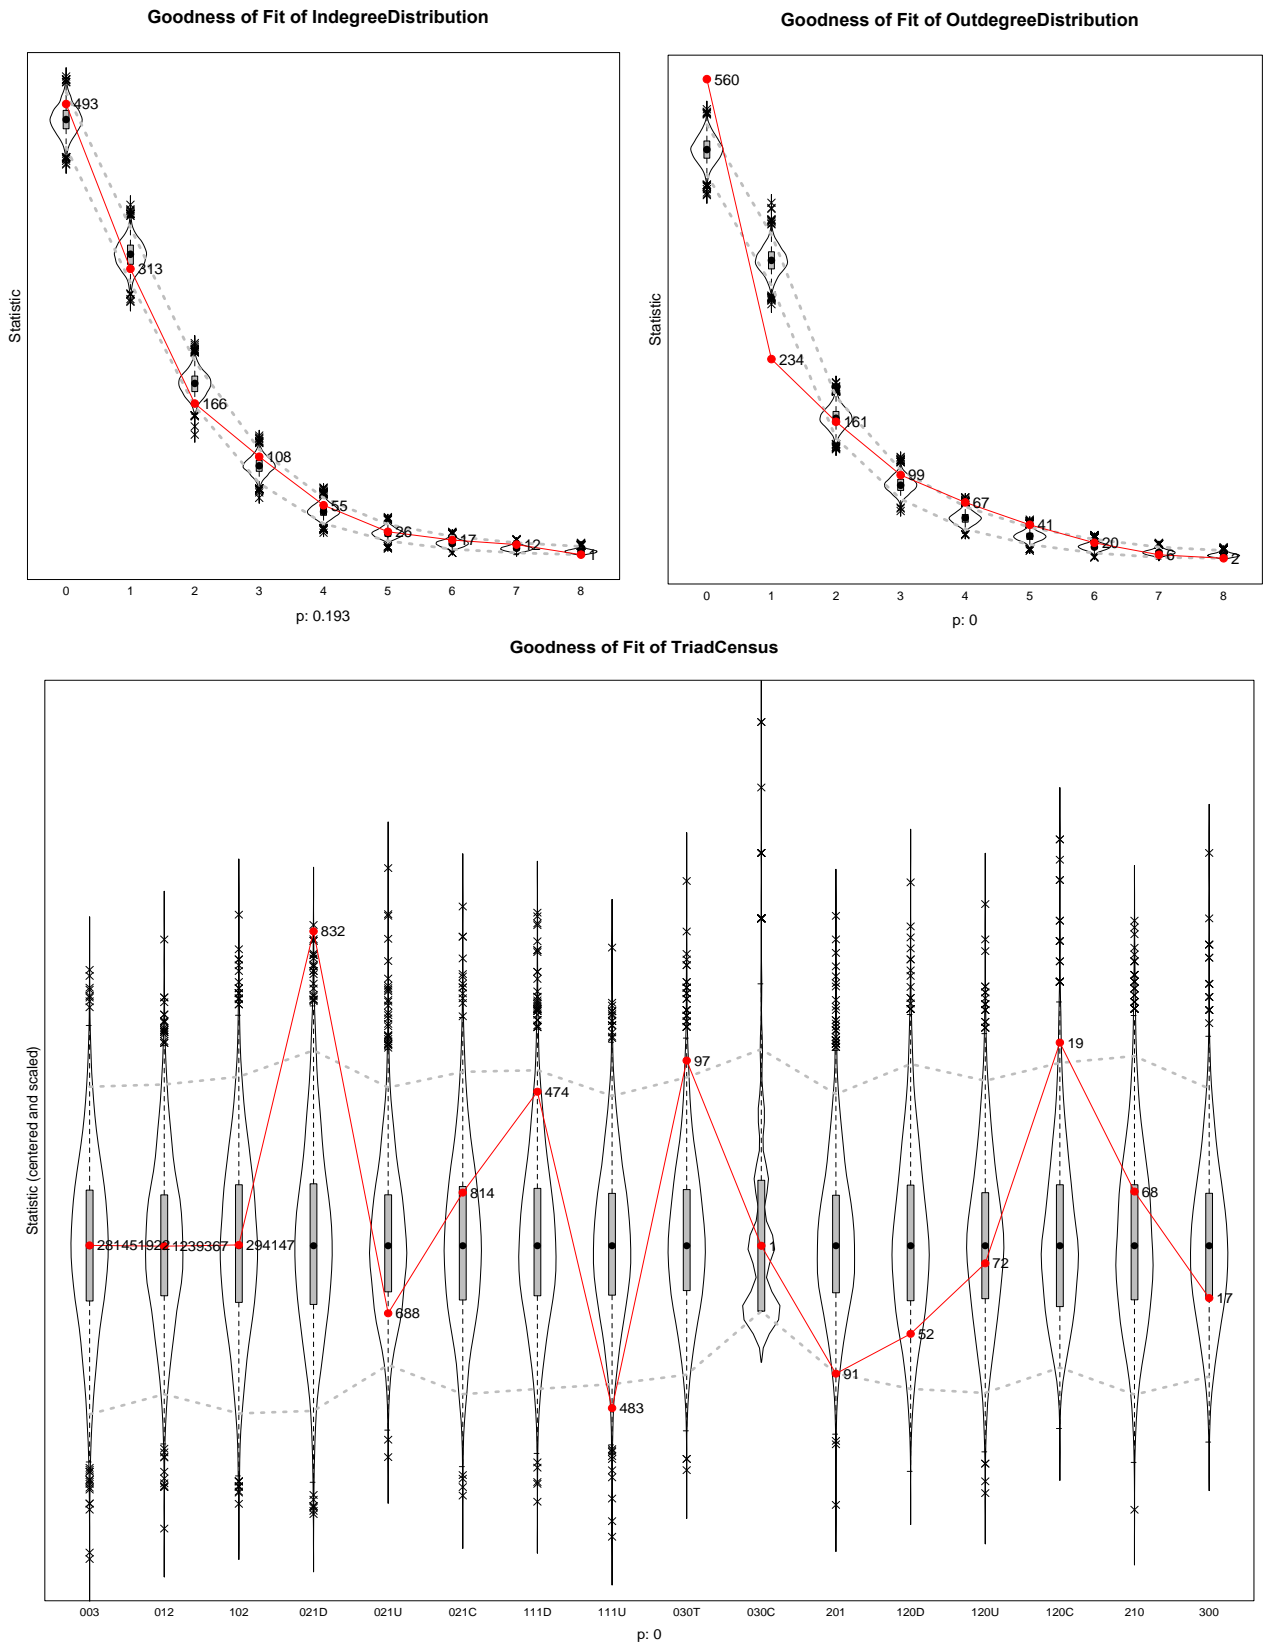 Goodness of Fit of IndegreeDistribution
Statistic
493
313
166
108
55
26
17
12
1
0 1 2 3 4 5 6 7 8
p: 0.193
Goodness of Fit of OutdegreeDistribution
Statistic
560
234
161
99
67
41
20
6
2
0 1 2 3 4 5 6 7 8
p: 0
Goodness of Fit of TriadCensus
Statistic (centered and scaled)
281451922
1239367
294147
832
688
814
474
483
97
1
91
52
72
19
68
17
003 012 102 021D 021U 021C 111D 111U 030T 030C 201 120D 120U 120C 210 300
p: 0